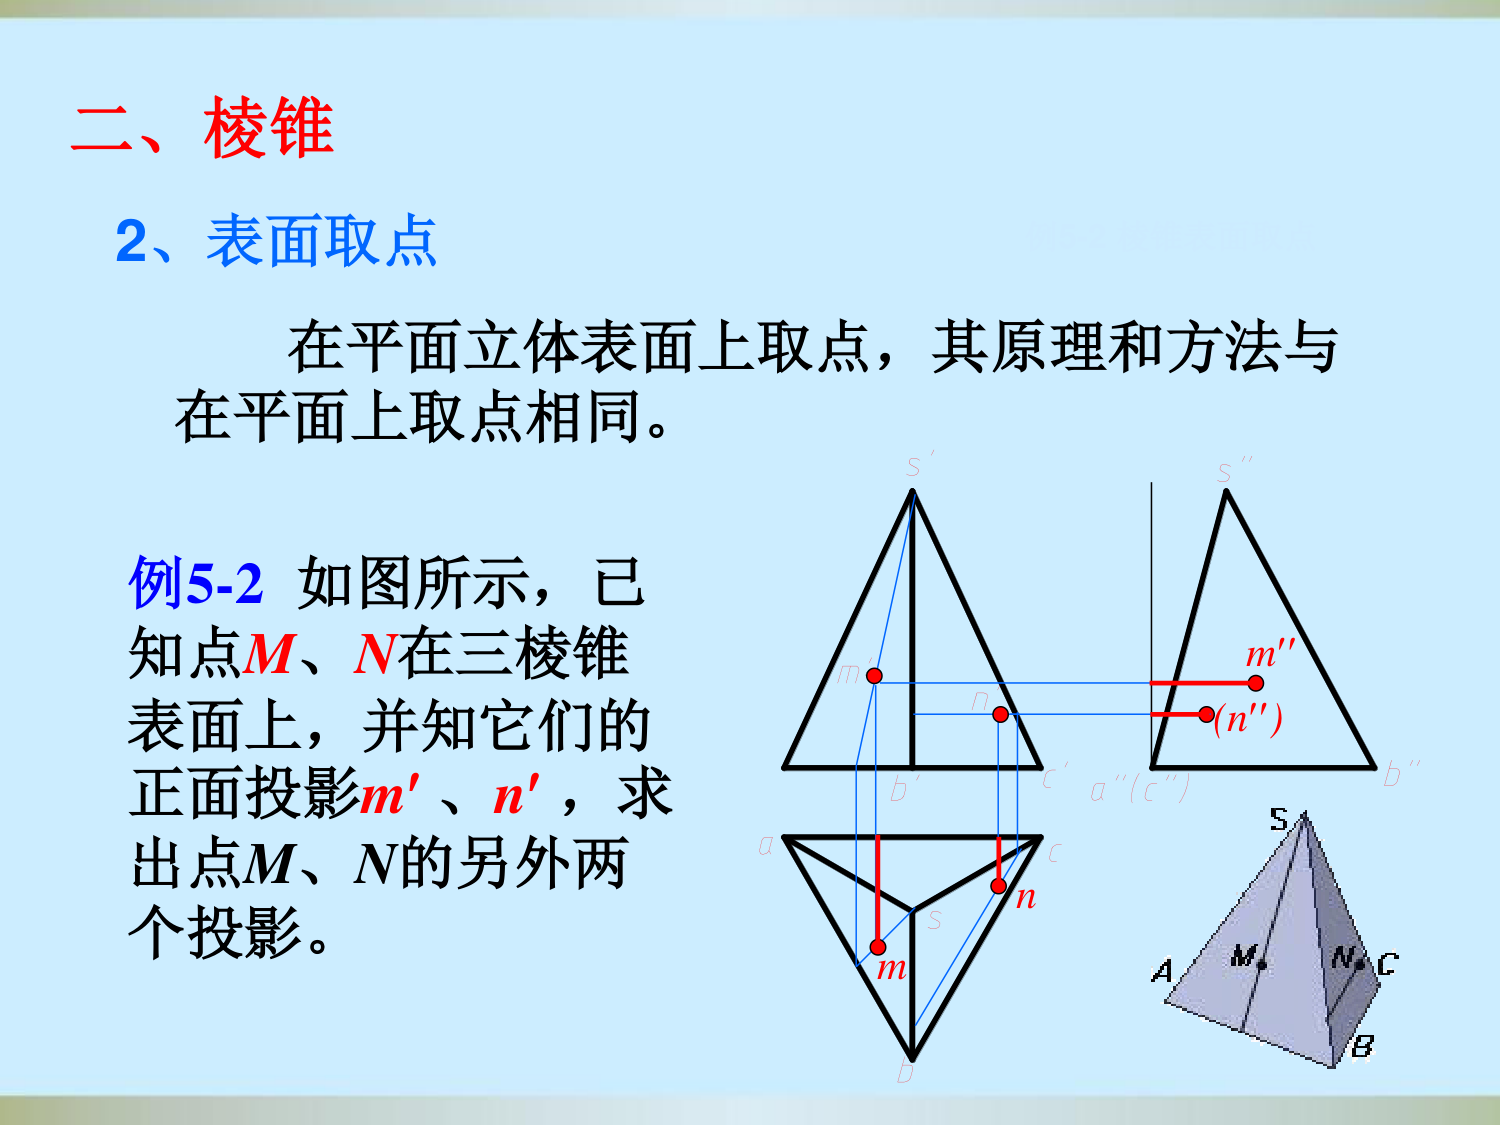 二、棱锥
2、表面取点
在平面立体表面上取点，其原理和方法与
在平面上取点相同。
例5-2 如图所示，已
知点M、N在三棱锥
表面上，并知它们的
正面投影m′ 、n′ ，求
出点M、N的另外两
个投影。
s′
s″
m′
n′
m″
(n″)
b′
c′
a″(c″)
b″
a
c
s
n
m
b
S
A
M
N
C
B